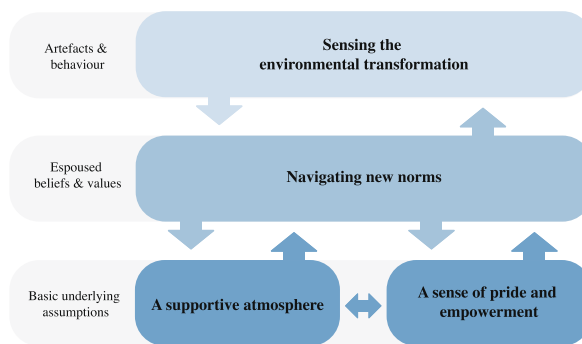 Artefacts &
behaviour
Sensing the
environmental transformation
Espoused
beliefs & values
Navigating new norms
Basic underlying
assumptions
A supportive atmosphere
A sense of pride and
empowerment